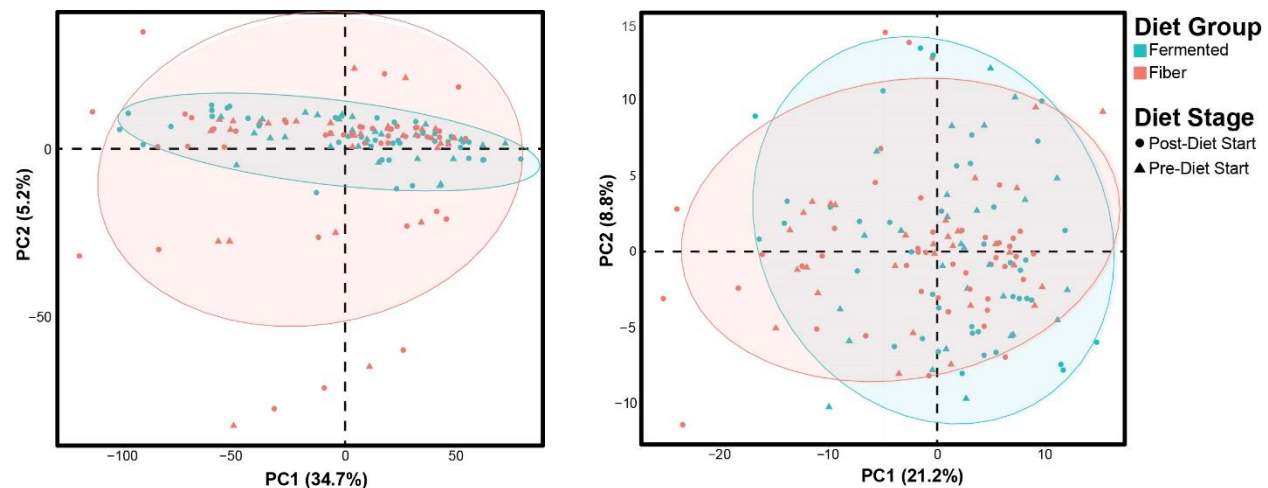 0
−50
PC2 (5.2%)
−100
−50
0
50
PC1 (34.7%)
15
10
5
0
−5
−10
PC2 (8.8%)
−20
−10
0
10
PC1 (21.2%)
Diet Group
Fermented
Fiber
Diet Stage
Post-Diet Start
Pre-Diet Start